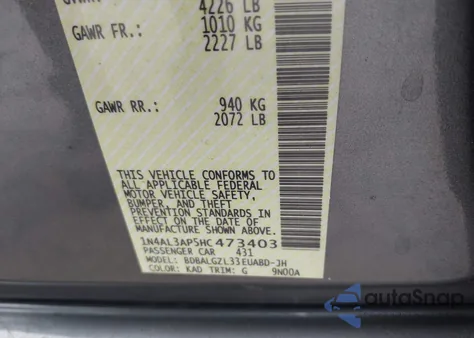 4226 LB
GAWR FR.: 1010 KG
2227 LB
GAWR RR.: 940 KG
2072 LB
THIS VEHICLE CONFORMS TO
ALL APPLICABLE FEDERAL
MOTOR VEHICLE SAFETY,
BUMPER, AND THEFT
PREVENTION STANDARDS IN
EFFECT ON THE DATE OF
MANUFACTURE SHOWN ABOVE.
1N4AL3AP5HC473403
PASSENGER CAR 431
MODEL: BDBALGZL33EUABD-JH
COLOR: KAD TRIM: G 9N00A
autoSnap